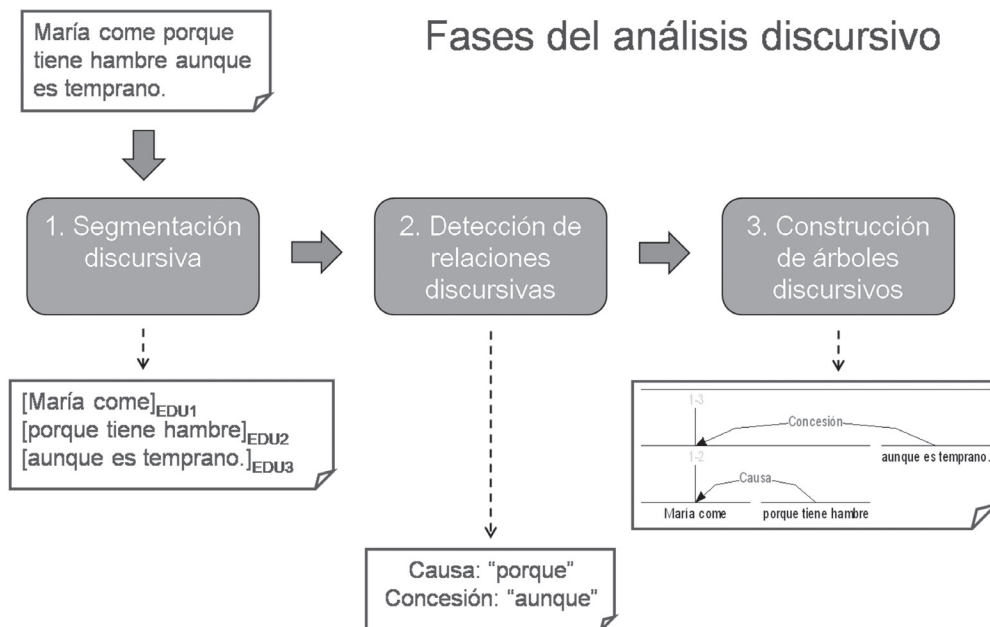 Fases del análisis discursivo
María come porque
tiene hambre aunque
es temprano.
1. Segmentación
discursiva
2. Detección de
relaciones
discursivas
3. Construcción
de árboles
discursivos
[María come]EDU1
[porque tiene hambre]EDU2
[aunque es temprano.]EDU3
Causa: “porque”
Concesión: “aunque”
1-3
Concesión
aunque es temprano.
1-2
Causa
María come
porque tiene hambre